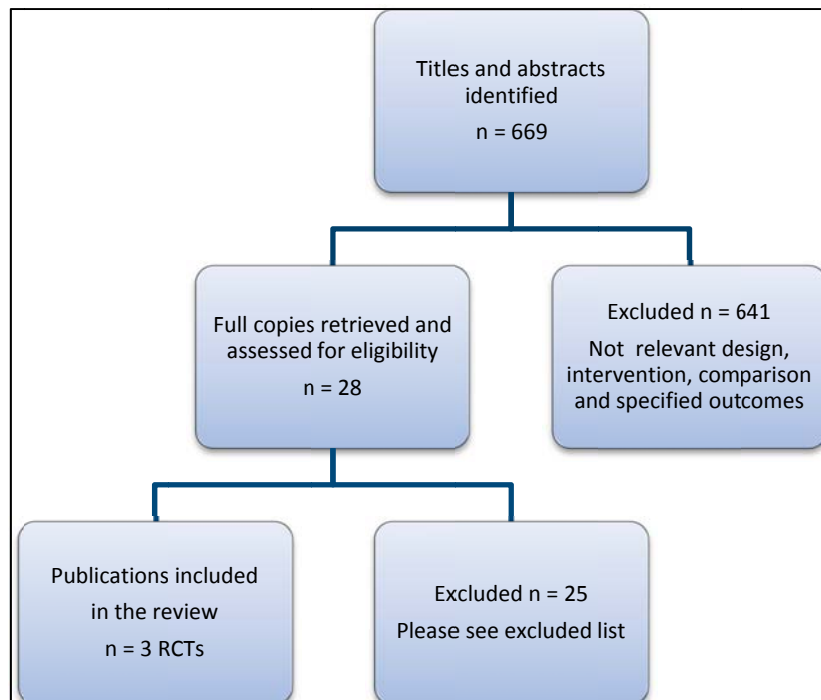 Titles and abstracts
identified
n = 669
Full copies retrieved and
assessed for eligibility
n = 28
Excluded n = 641
Not relevant design,
intervention, comparison
and specified outcomes
Publications included
in the review
n = 3 RCTs
Excluded n = 25
Please see excluded list